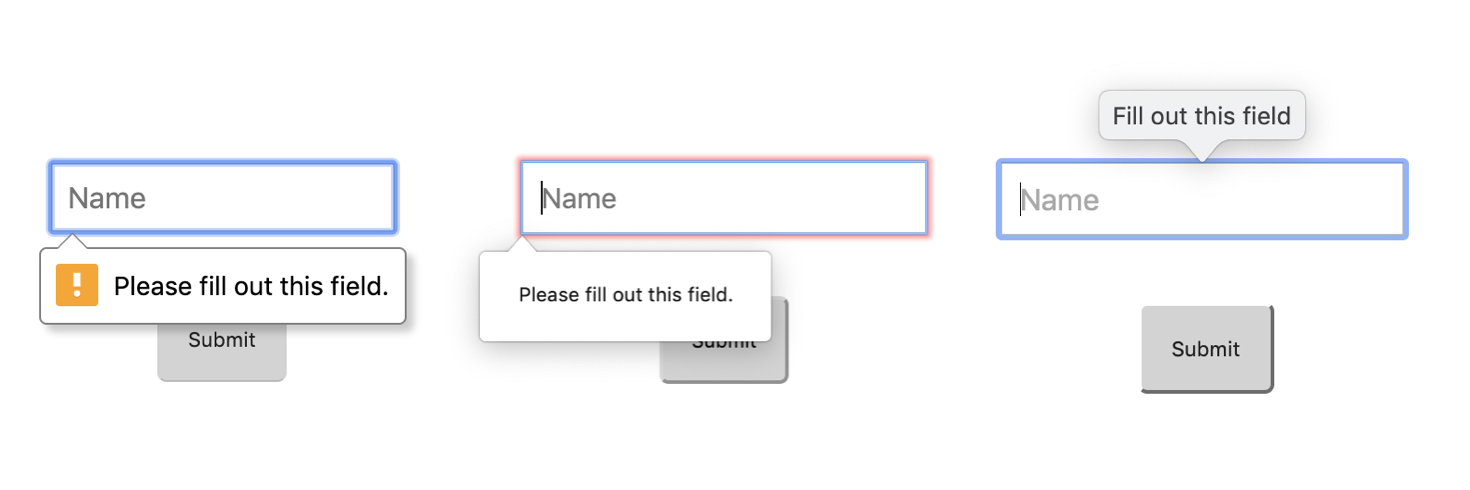 Name
Please fill out this field.
Submit
Name
Please fill out this field.
Submit
Fill out this field
Name
Submit